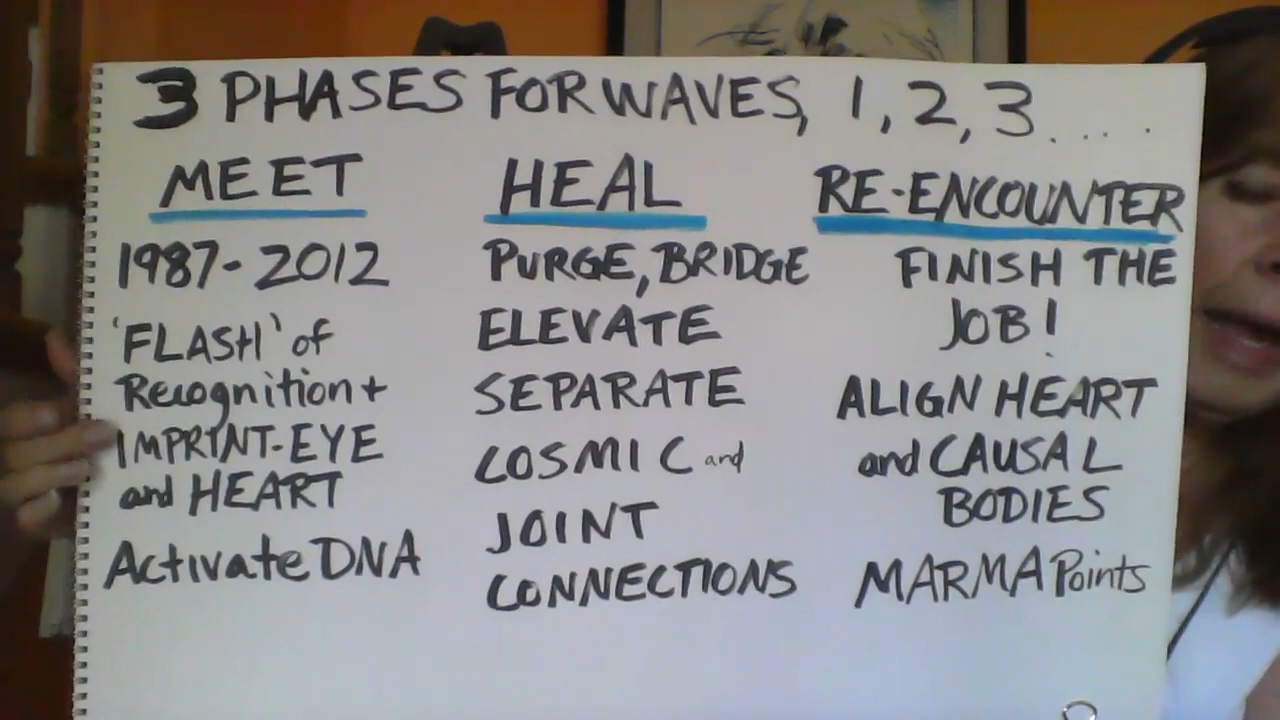 3 PHASES FOR WAVES, 1, 2, 3....
MEET
1987-2012
'FLASH' of
Recognition +
IMPRINT-EYE
and HEART
Activate DNA
HEAL
PURGE, BRIDGE
ELEVATE
SEPARATE
COSMIC and
JOINT
CONNECTIONS
RE-ENCOUNTER
FINISH THE
JOB!
ALIGN HEART
and CAUSAL
BODIES
MARMA Points